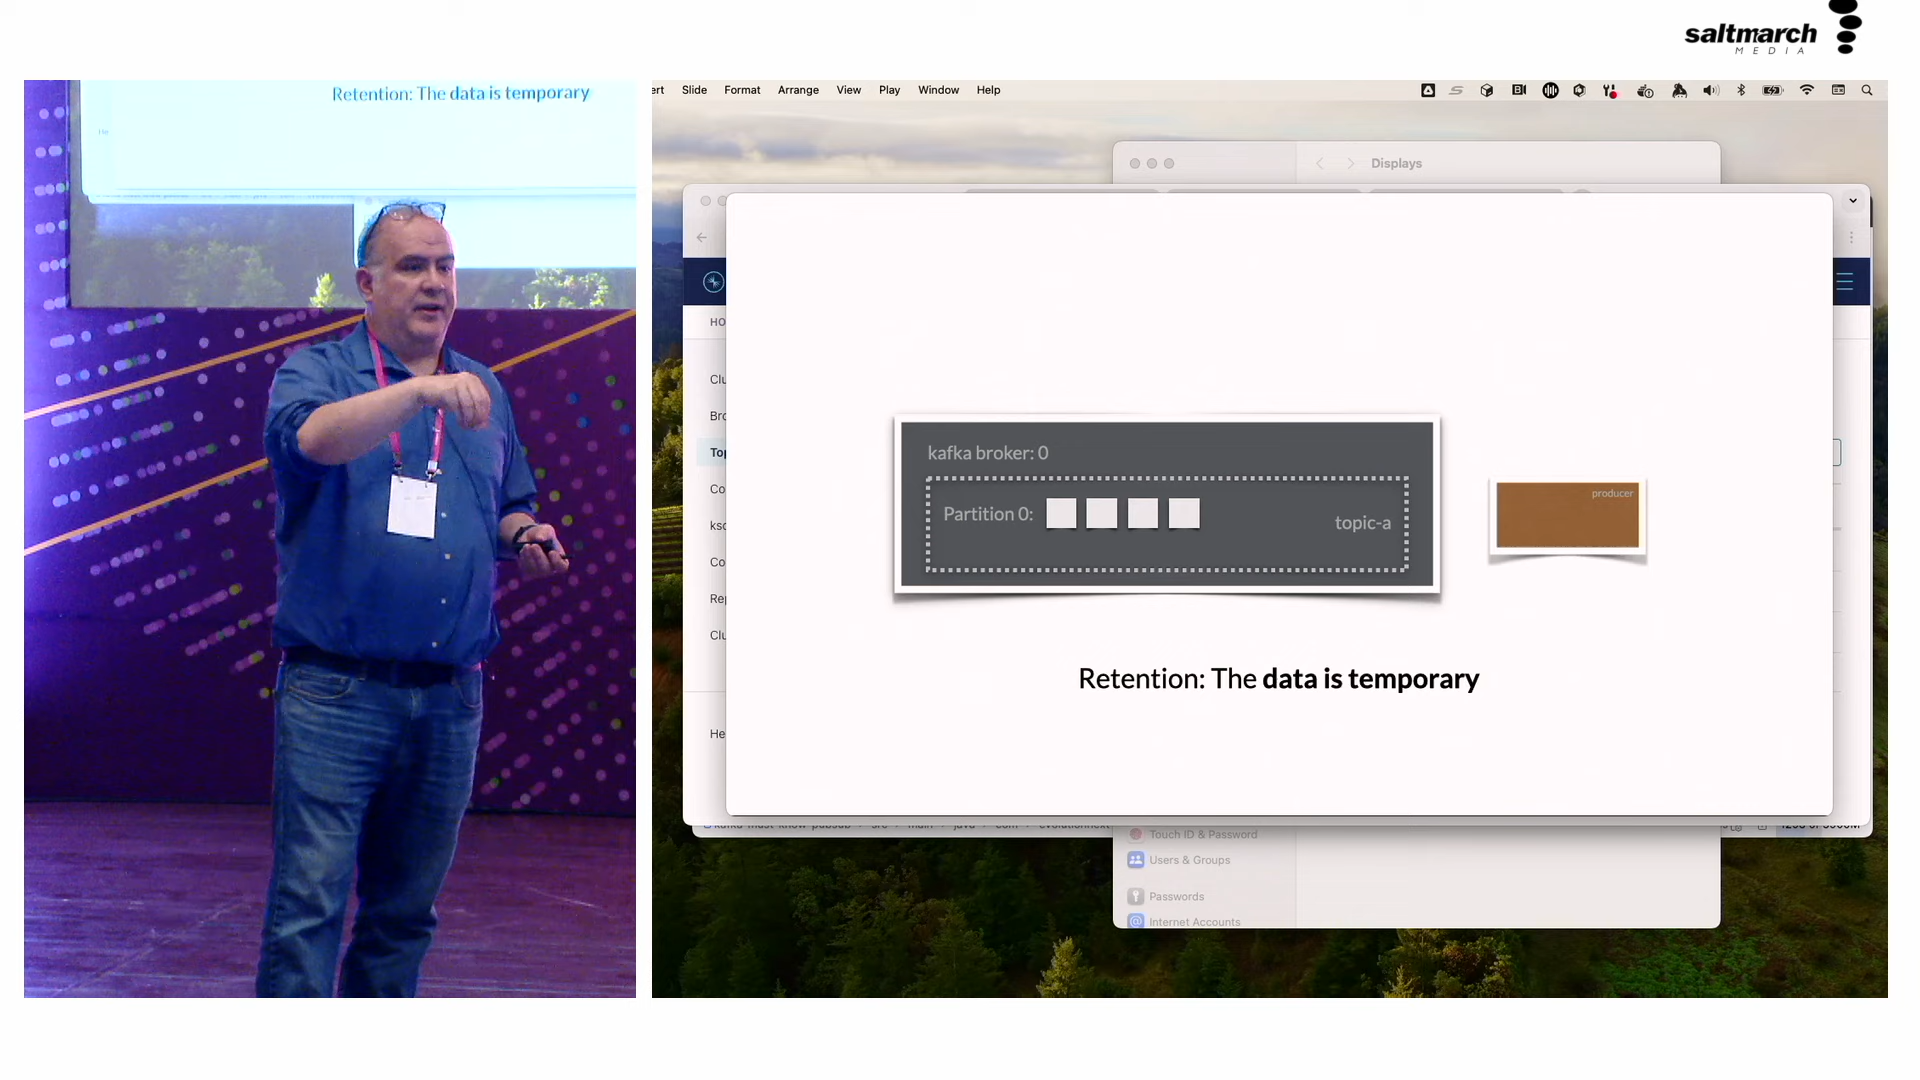 saltmarch
MEDIA
Retention: The data is temporary
ert Slide Format Arrange View Play Window Help
Displays
HO
Clu
Bro
Top
Co
ksc
Co
Rep
Clu
He
kafka broker: 0
Partition 0:
topic-a
producer
Retention: The data is temporary
Touch ID & Password
Users & Groups
Passwords
Internet Accounts